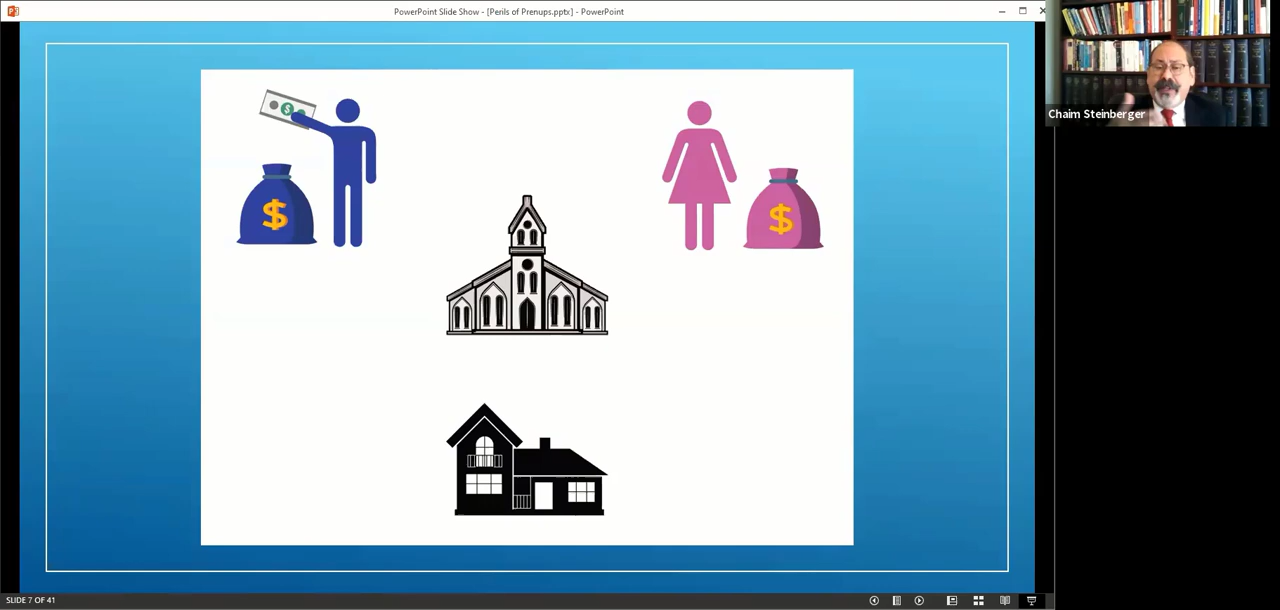 PowerPoint Slide Show - [Perils of Prenups.pptx] - PowerPoint
Chaim Steinberger
$
$
$
SLIDE 7 OF 41